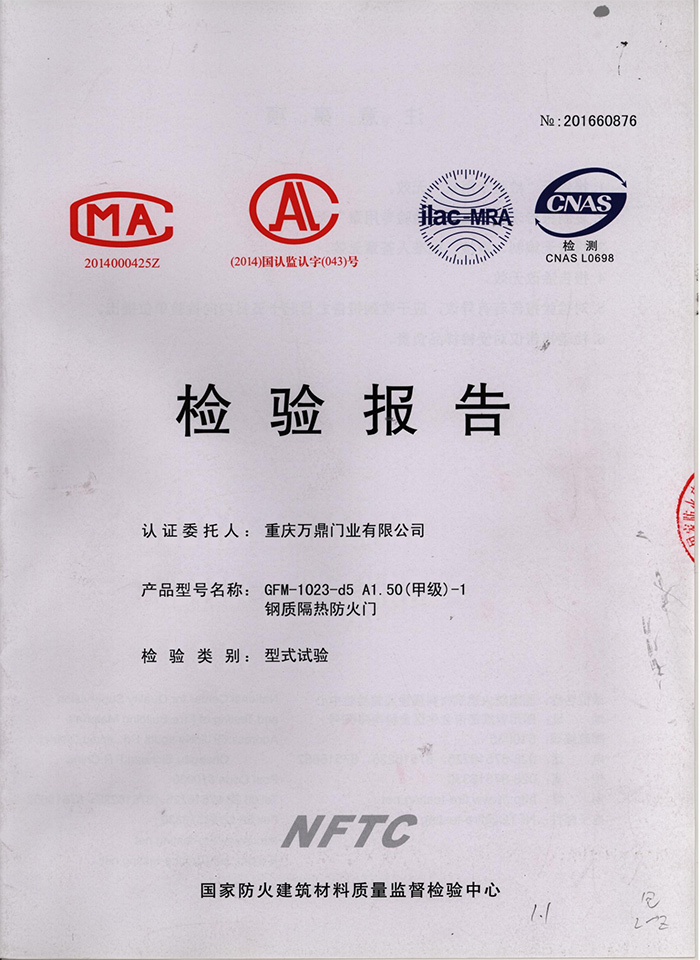 №:201660876
CMA
2014000425Z
CAL
(2014)国认监认字(043)号
ilac-MRA
CNAS
检 测
CNAS L0698
检 验 报 告
认 证 委 托 人 ： 重庆万鼎门业有限公司
产品型号名称： GFM-1023-d5 A1.50(甲级)-1
钢质隔热防火门
检 验 类 别： 型式试验
NFTC
国家防火建筑材料质量监督检验中心
1.1